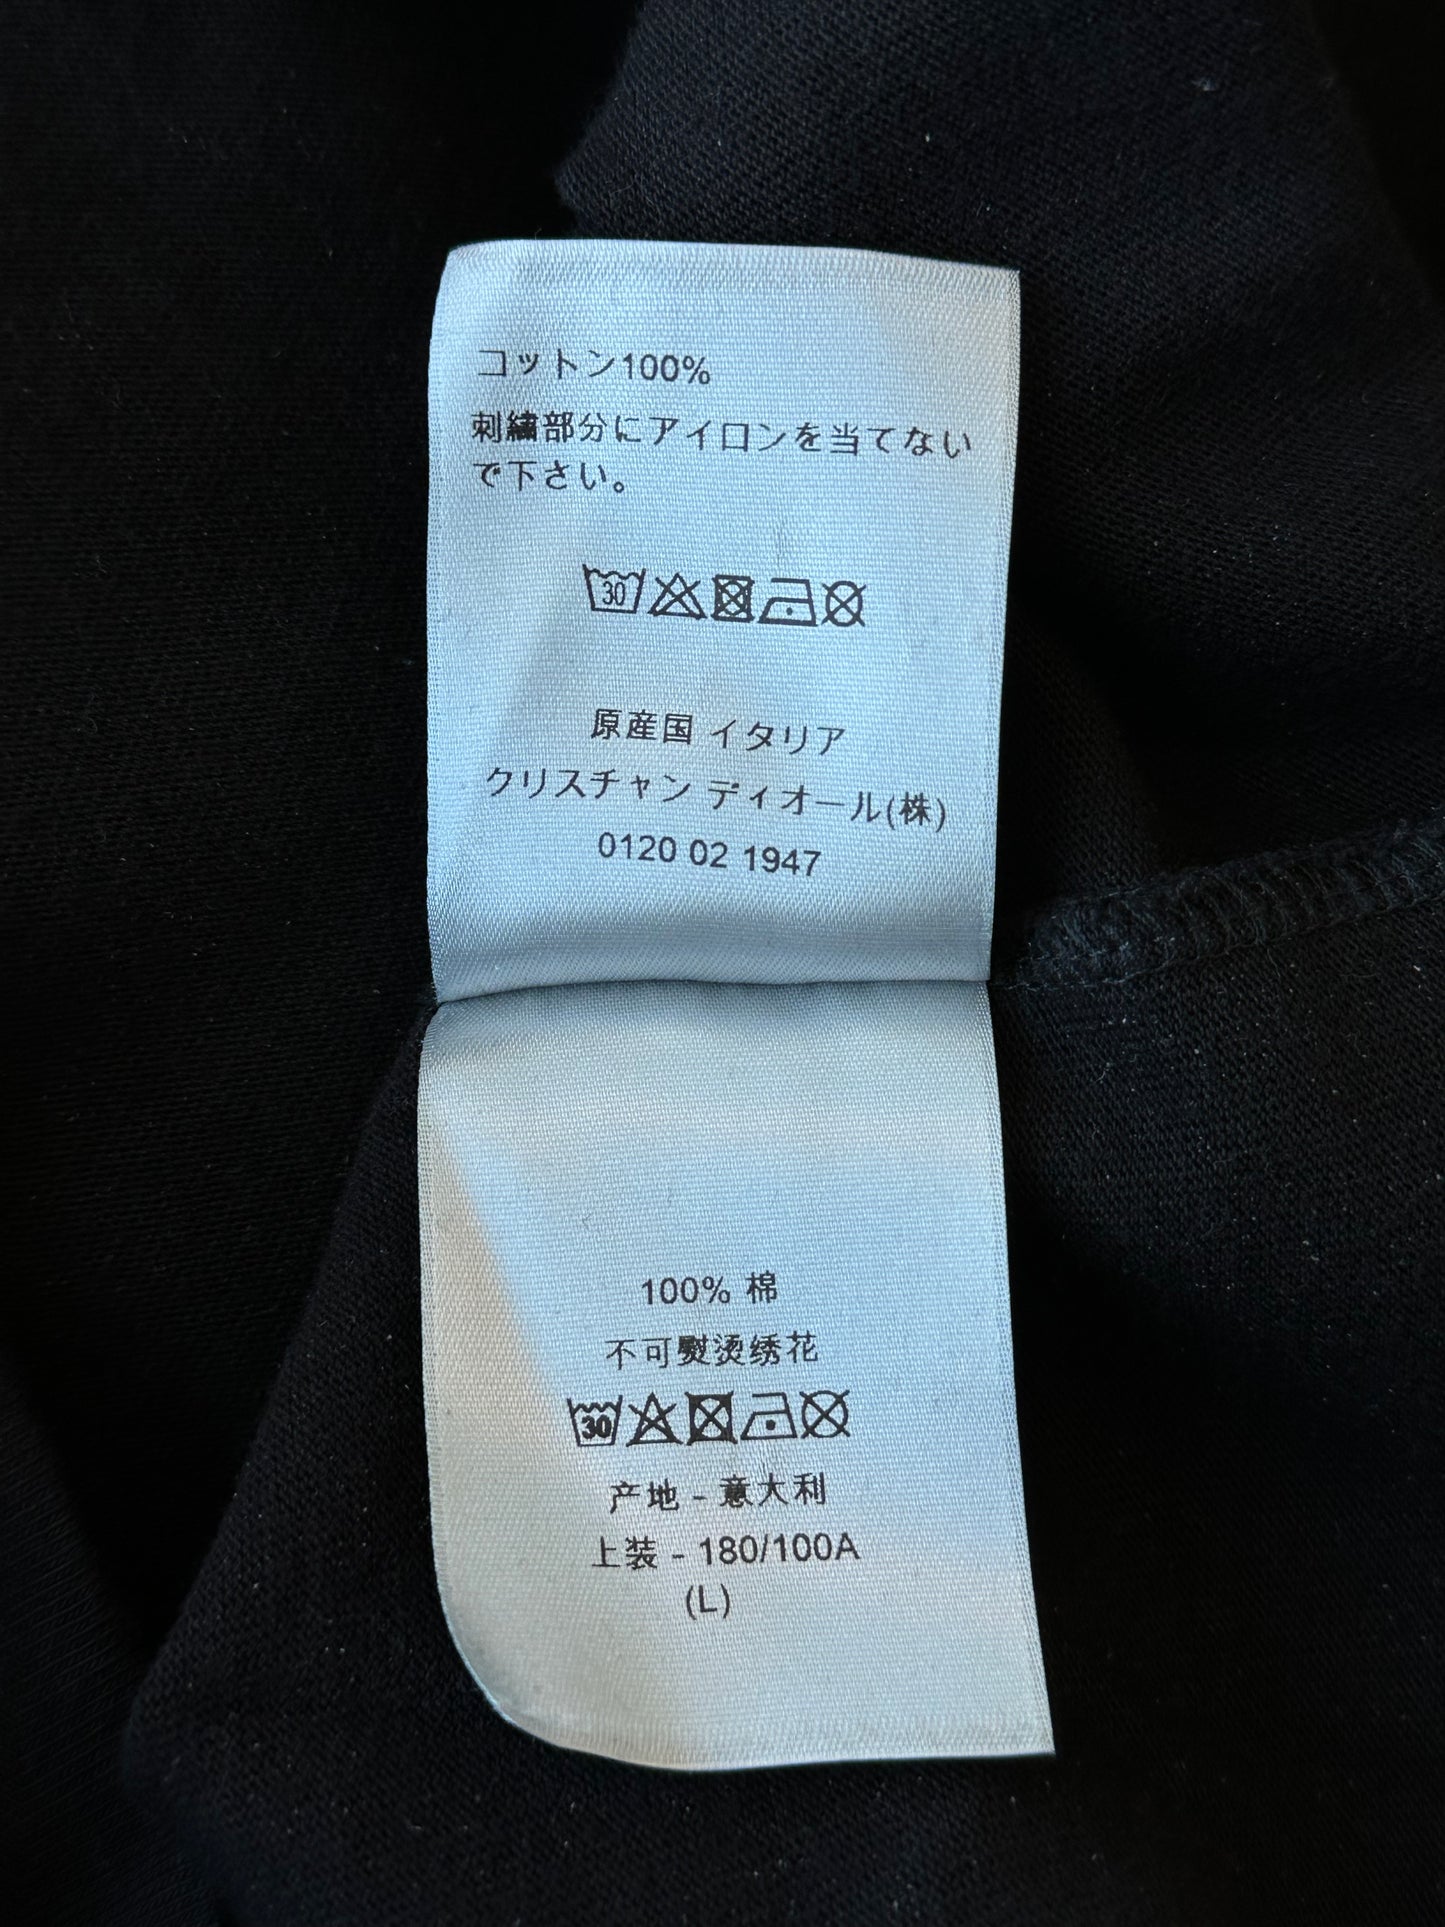 コットン100%
刺繍部分にアイロンを当てない
で下さい。
30
原産国 イタリア
クリスチャン ディオール(株)
0120 02 1947
100% 棉
不可熨烫绣花
30
产地 - 意大利
上装 - 180/100A
(L)